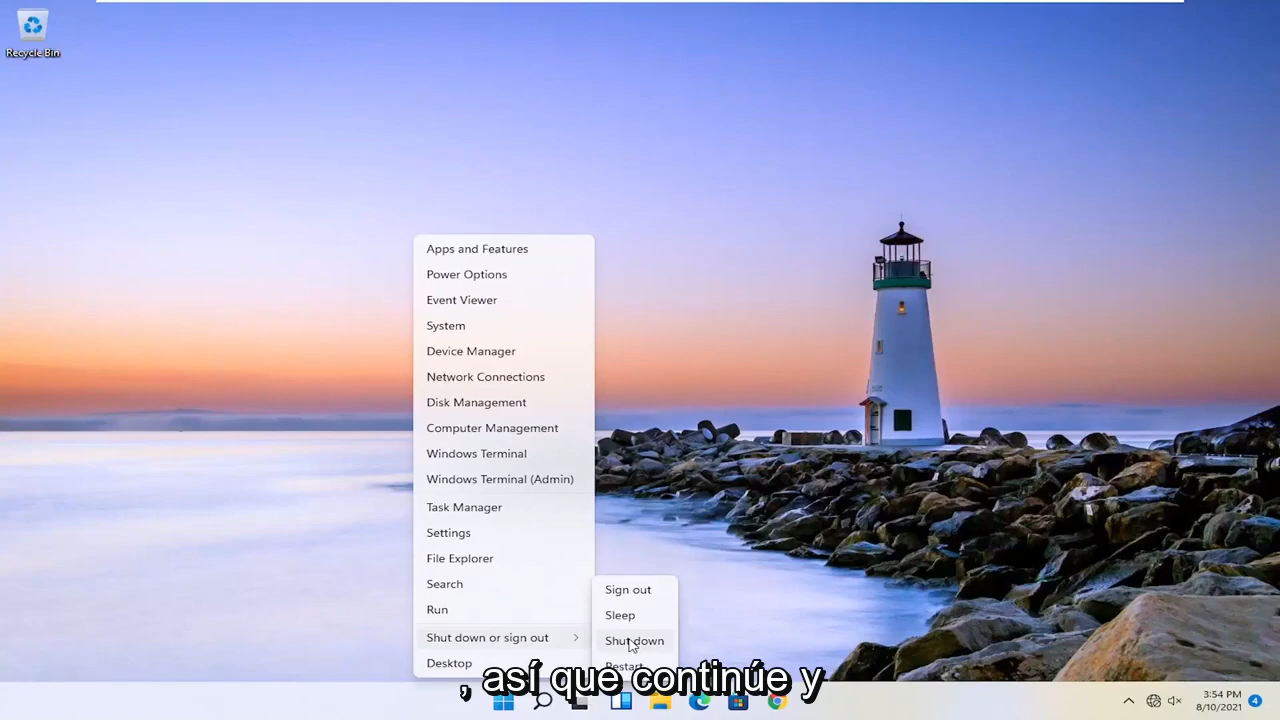 Recycle Bin
Apps and Features
Power Options
Event Viewer
System
Device Manager
Network Connections
Disk Management
Computer Management
Windows Terminal
Windows Terminal (Admin)
Task Manager
Settings
File Explorer
Search
Run
Shut down or sign out
Desktop
Sign out
Sleep
Shut down
Restart
, así que continúe y
3:54 PM
8/10/2021
4